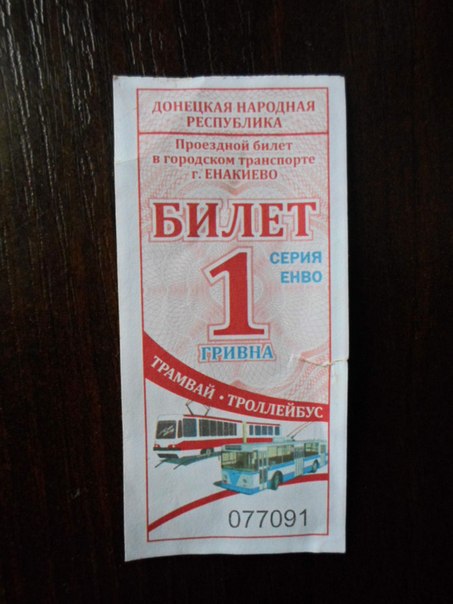 ДОНЕЦКАЯ НАРОДНАЯ
РЕСПУБЛИКА
Проездной билет
в городском транспорте
г. ЕНАКИЕВО
БИЛЕТ
1
СЕРИЯ
ЕНВО
ГРИВНА
ТРАМВАЙ • ТРОЛЛЕЙБУС
077091